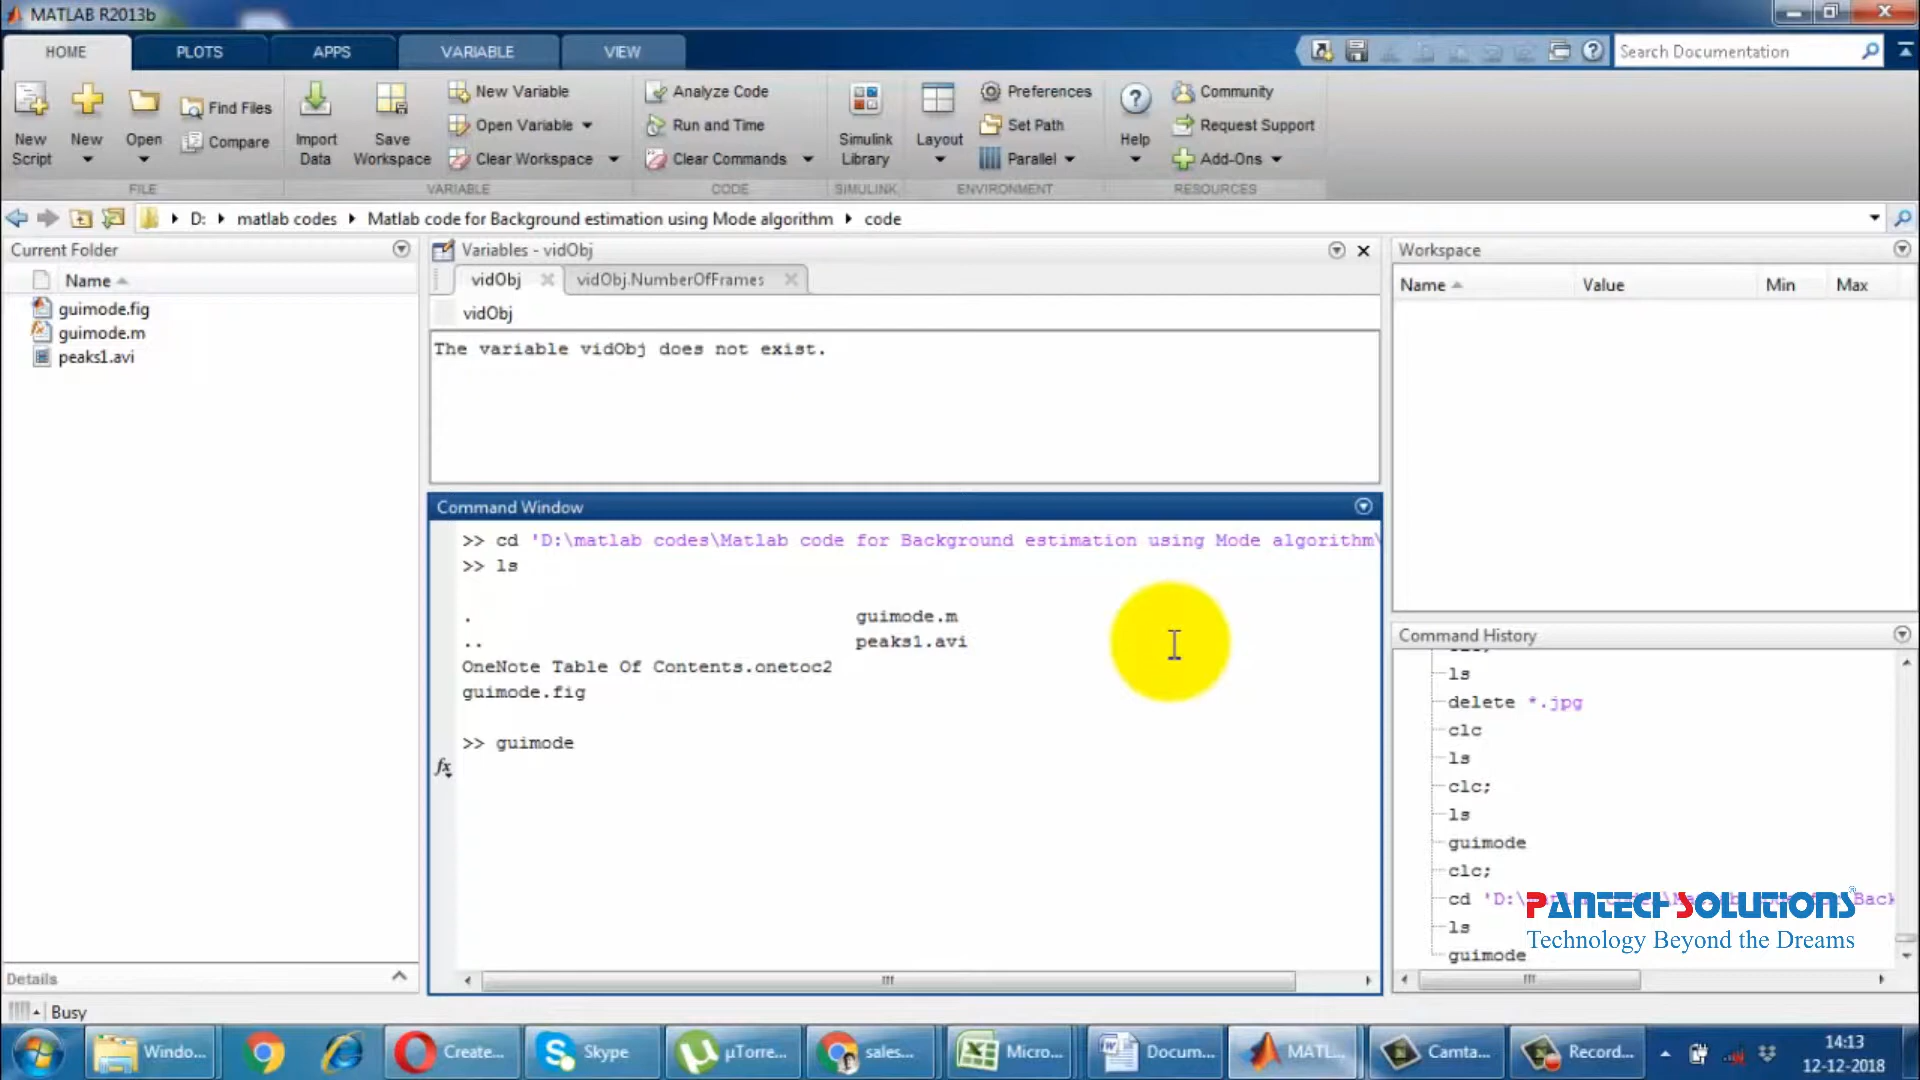 MATLAB R2013b
HOME
PLOTS
APPS
VARIABLE
VIEW
Search Documentation
New Script
New
Open
Find Files
Compare
Import Data
Save Workspace
New Variable
Open Variable
Clear Workspace
Analyze Code
Run and Time
Clear Commands
Simulink Library
Layout
Preferences
Set Path
Parallel
Help
Community
Request Support
Add-Ons
FILE
VARIABLE
CODE
SIMULINK
ENVIRONMENT
RESOURCES
D: matlab codes Matlab code for Background estimation using Mode algorithm code
Current Folder
Name
guimode.fig
guimode.m
peaks1.avi
Details
Variables - vidObj
vidObj
vidObj.NumberOfFrames
vidObj
The variable vidObj does not exist.
Command Window
>> cd 'D:\matlab codes\Matlab code for Background estimation using Mode algorithm\
>> ls
. guimode.m
.. peaks1.avi
OneNote Table Of Contents.onetoc2
guimode.fig
>> guimode
fx
Workspace
Name Value Min Max
Command History
ls
delete *.jpg
clc
ls
clc;
ls
guimode
clc;
cd 'D:\
ls
guimode
PANTECH SOLUTIONS®
Technology Beyond the Dreams
Busy
Windo...
Create...
Skype
µTorre...
sales...
Micro...
Docum...
MATL...
Camta...
Record...
14:13
12-12-2018